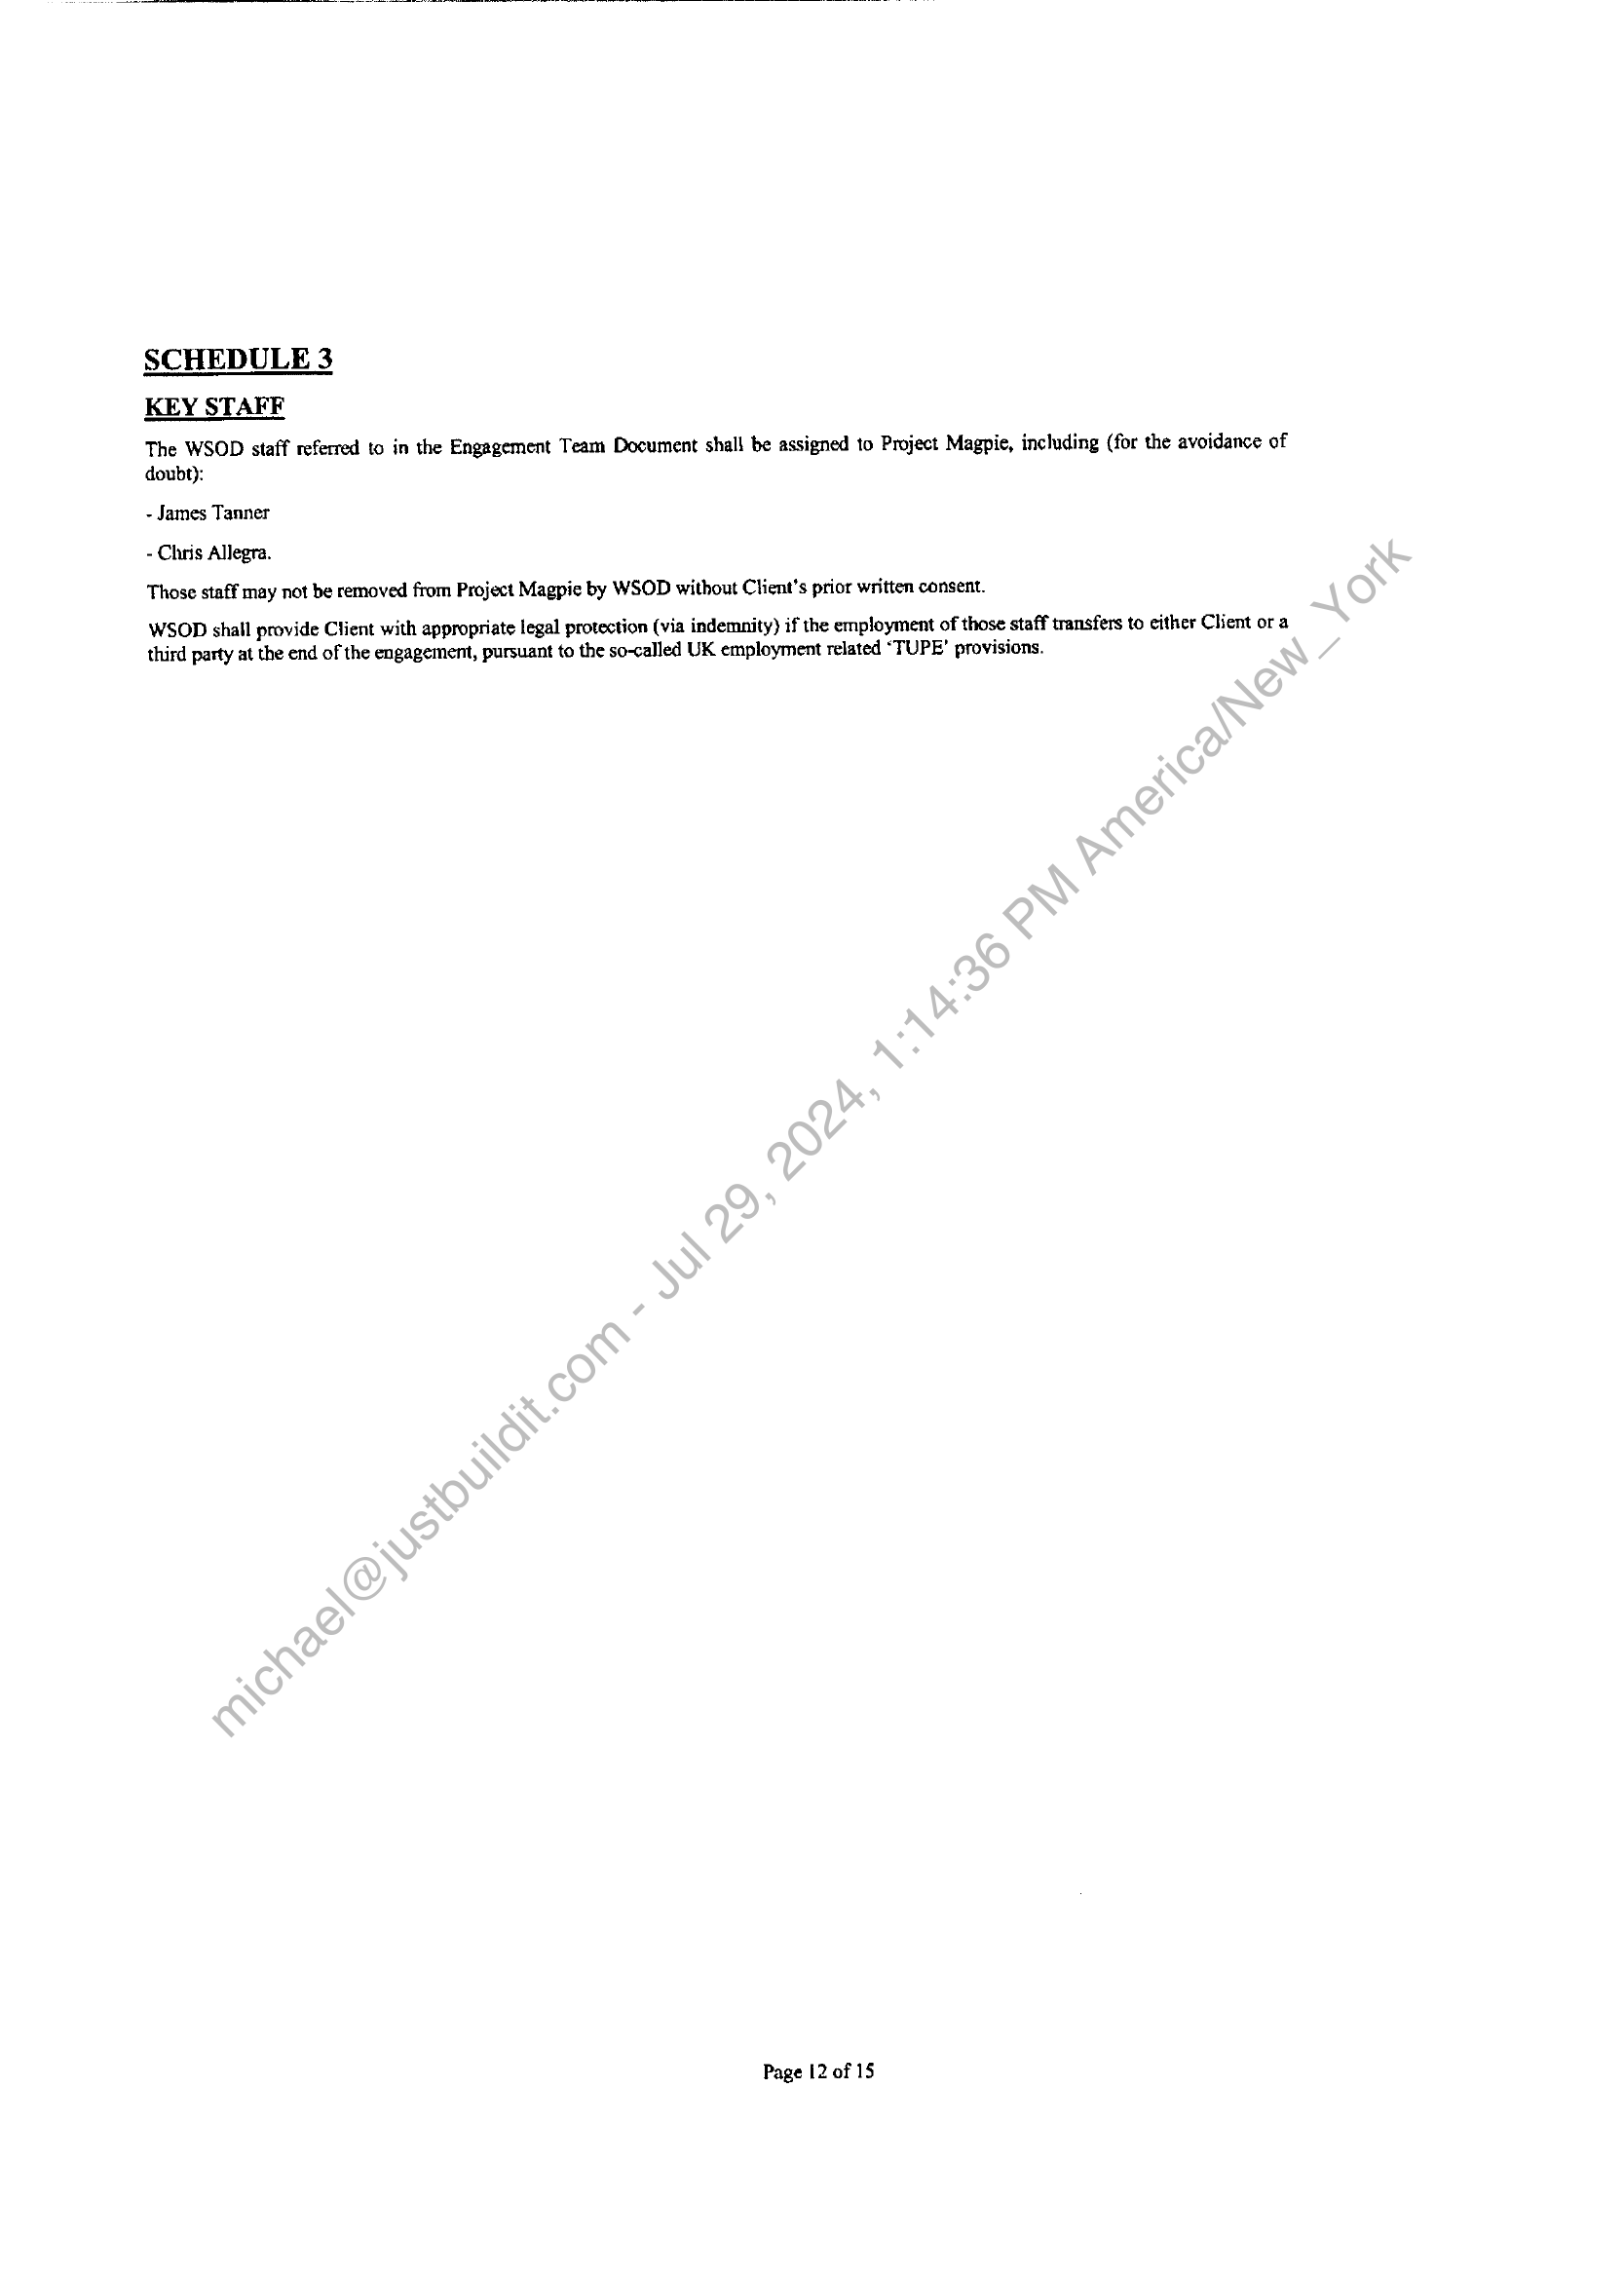 SCHEDULE 3
KEY STAFF
The WSOD staff referred to in the Engagement Team Document shall be assigned to Project Magpie, including (for the avoidance of
doubt):
- James Tanner
- Chris Allegra.
Those staff may not be removed from Project Magpie by WSOD without Client's prior written consent.
WSOD shall provide Client with appropriate legal protection (via indemnity) if the employment of those staff transfers to either Client or a
third party at the end of the engagement, pursuant to the so-called UK employment related 'TUPE' provisions.
michael@justbuildit.com - Jul 29, 2024, 1:14:36 PM America/New_York
Page 12 of 15